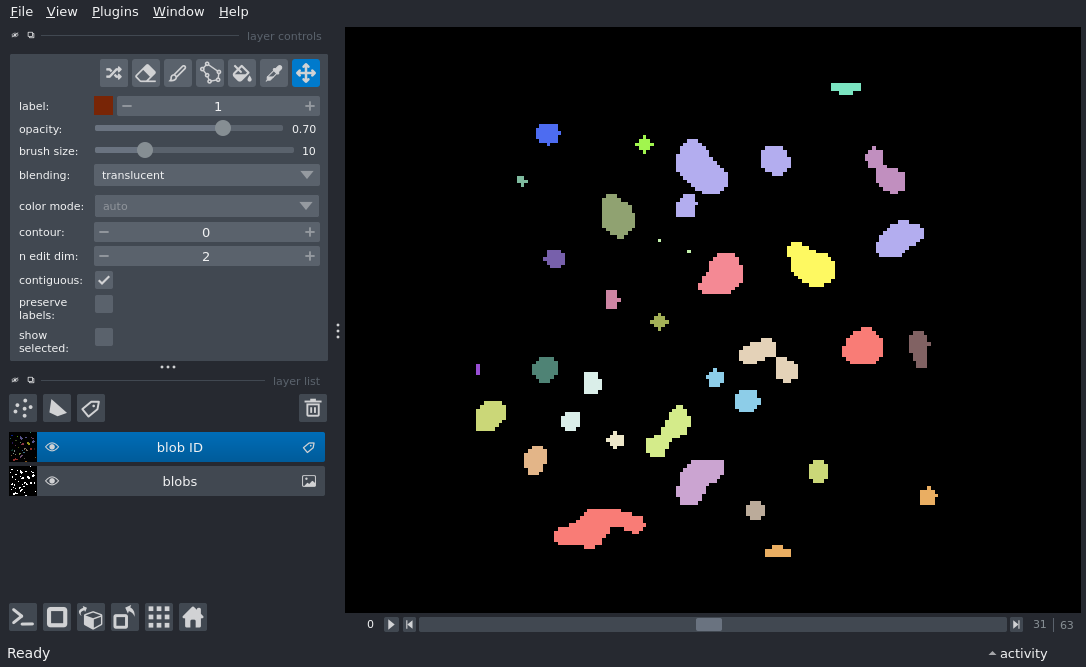 File View Plugins Window Help
layer controls
label: 1
opacity: 0.70
brush size: 10
blending: translucent
color mode: auto
contour: 0
n edit dim: 2
contiguous:
preserve
labels:
show
selected:
layer list
blob ID
blobs
0 31 63
Ready activity